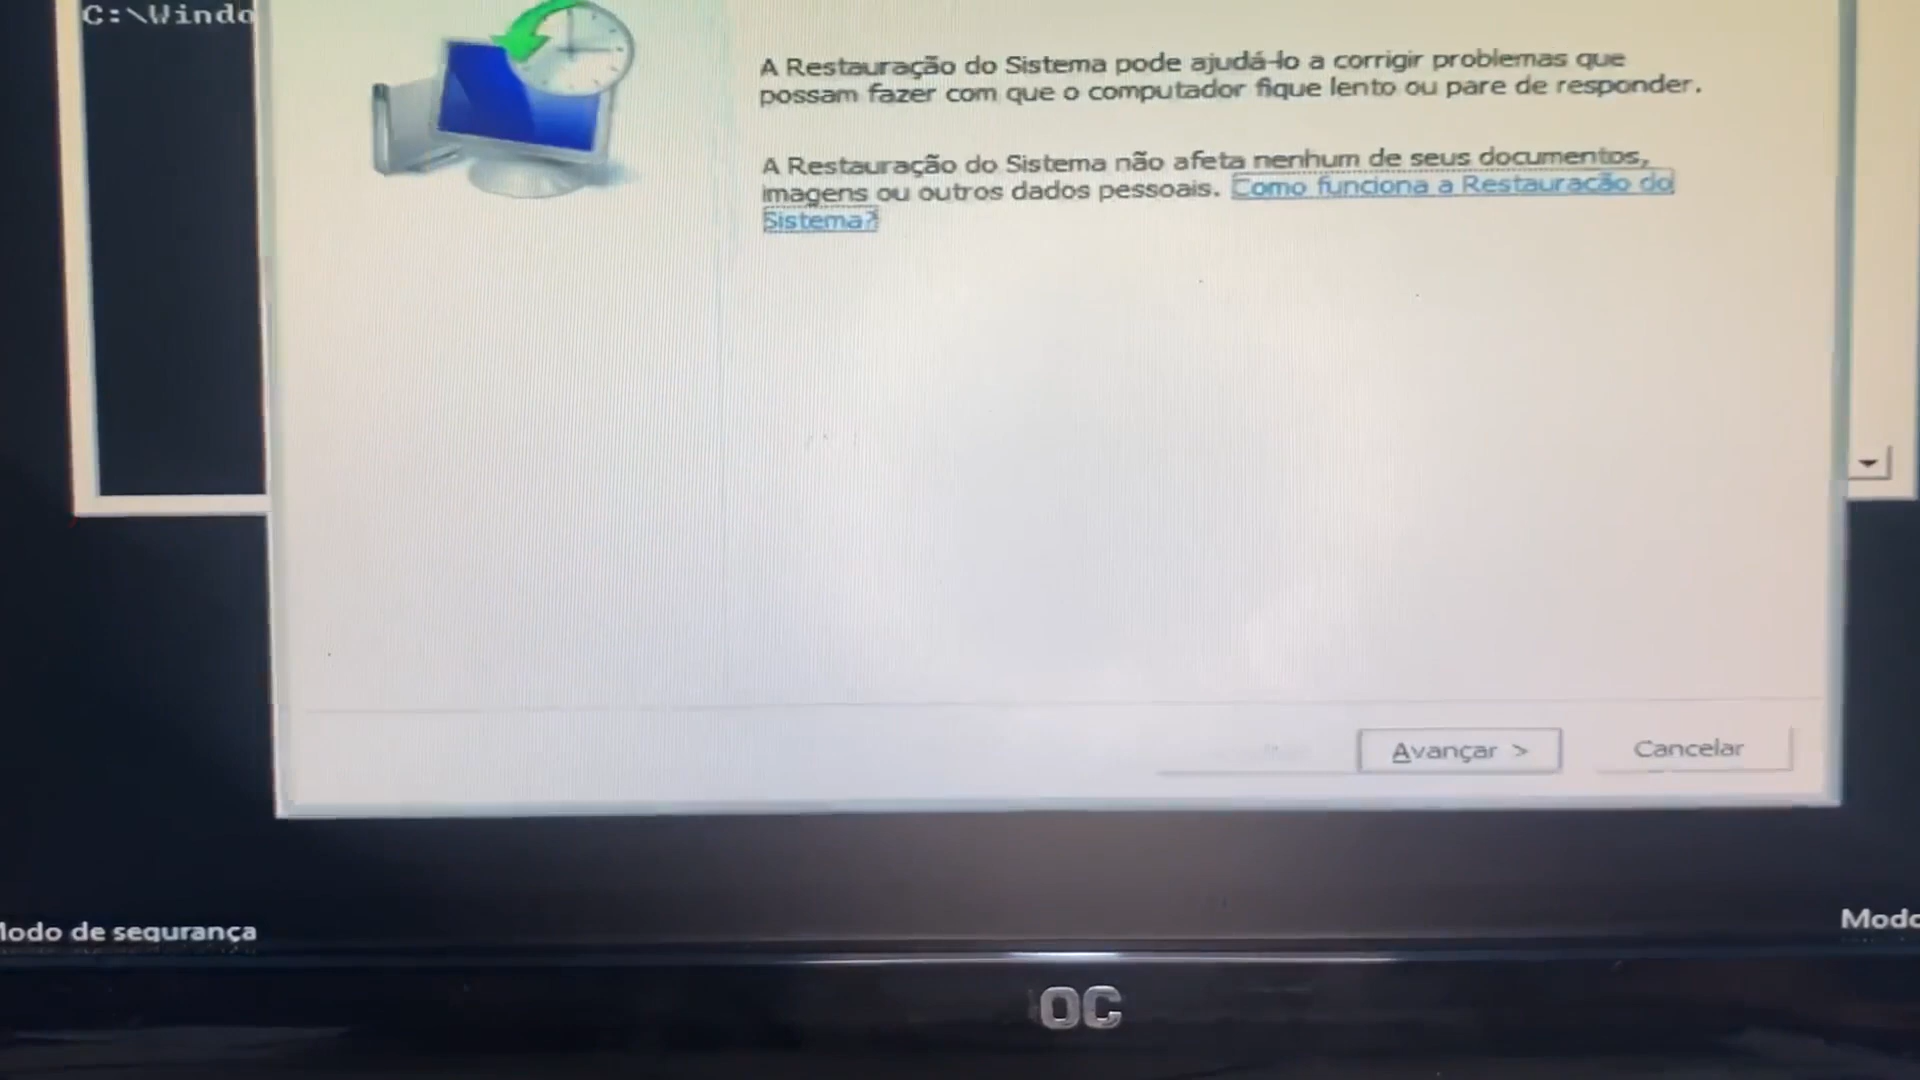 C:\Windo
A Restauração do Sistema pode ajudá-lo a corrigir problemas que
possam fazer com que o computador fique lento ou pare de responder.
A Restauração do Sistema não afeta nenhum de seus documentos,
imagens ou outros dados pessoais. Como funciona a Restauração do
Sistema?
Avançar >
Cancelar
Modo de segurança
Modo
OC